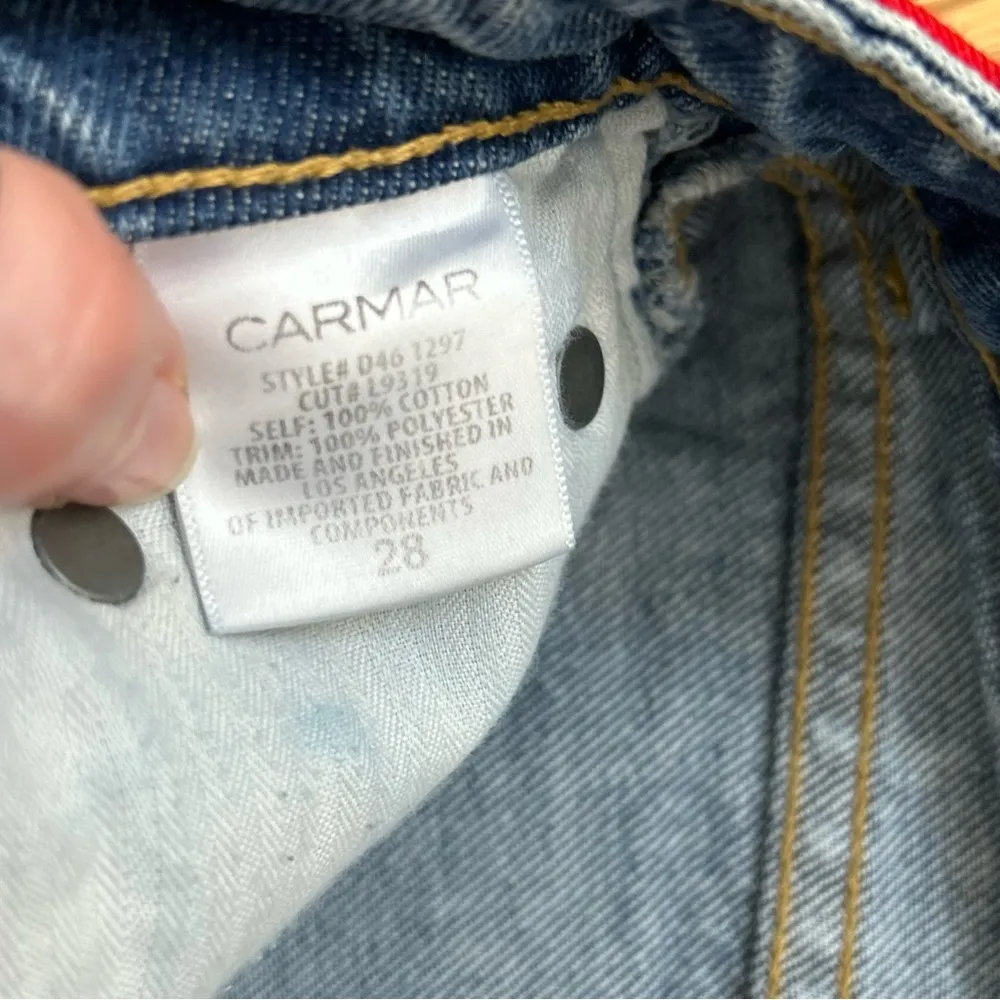 CARMAR
STYLE# D46 1297
CUT# L9319
SELF: 100% COTTON
TRIM: 100% POLYESTER
MADE AND FINISHED IN
LOS ANGELES
OF IMPORTED FABRIC AND
COMPONENTS
28